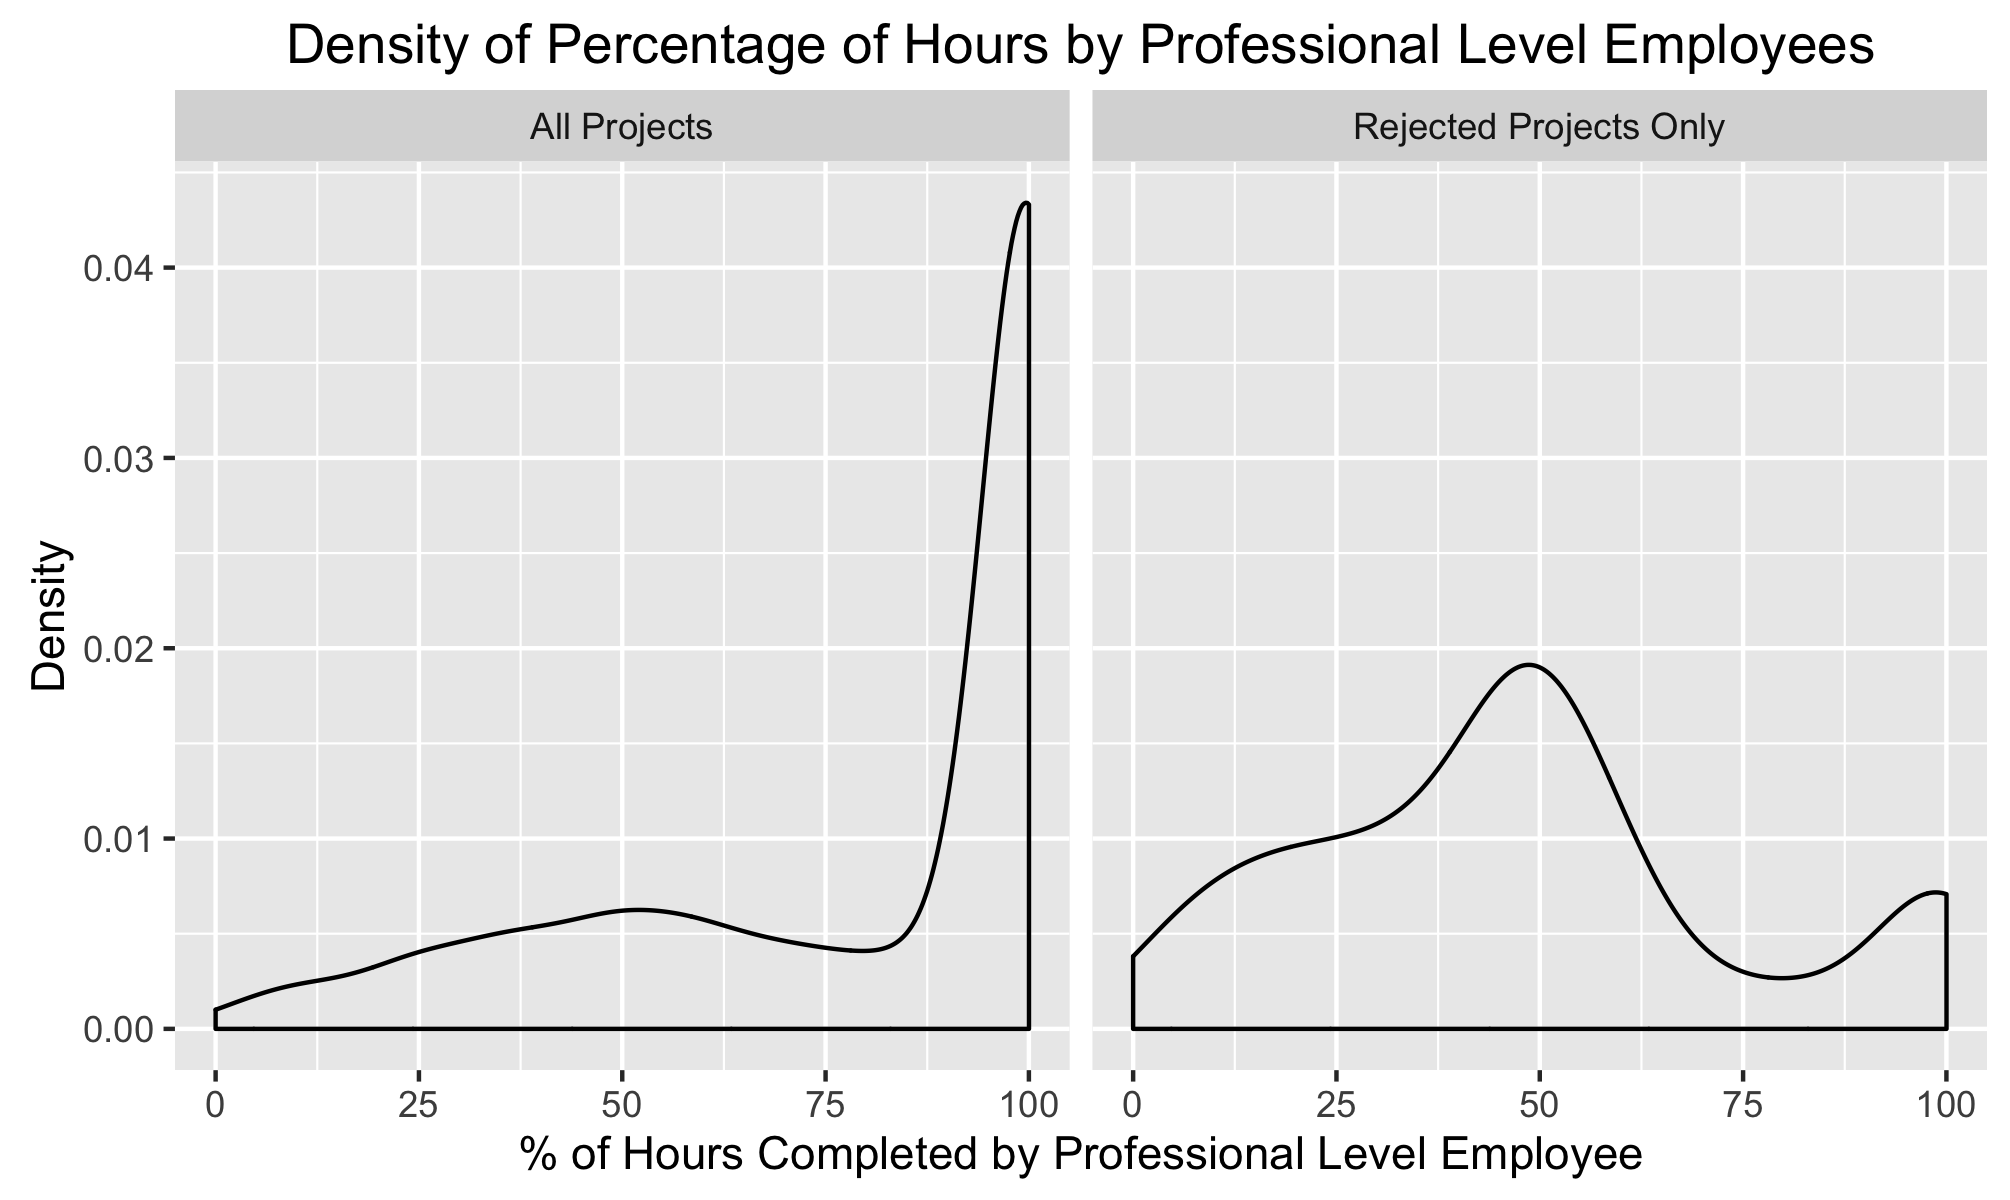 Density of Percentage of Hours by Professional Level Employees
All Projects
Rejected Projects Only
Density
0.04
0.03
0.02
0.01
0.00
0 25 50 75 100 0 25 50 75 100
% of Hours Completed by Professional Level Employee